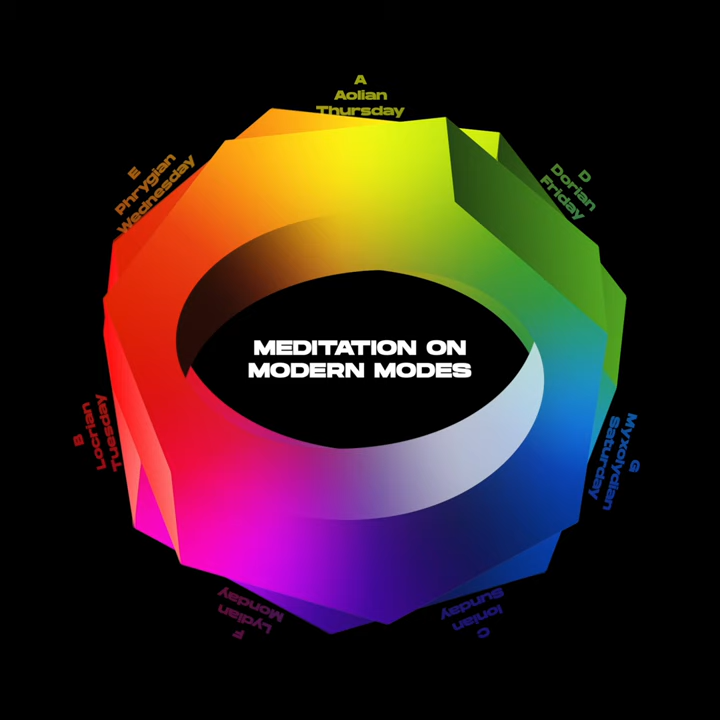 A
Aolian
Thursday
D
Dorian
Friday
G
Myxolydian
Saturday
C
Ionian
Sunday
F
Lydian
Monday
B
Locrian
Tuesday
E
Phrygian
Wednesday
MEDITATION ON
MODERN MODES